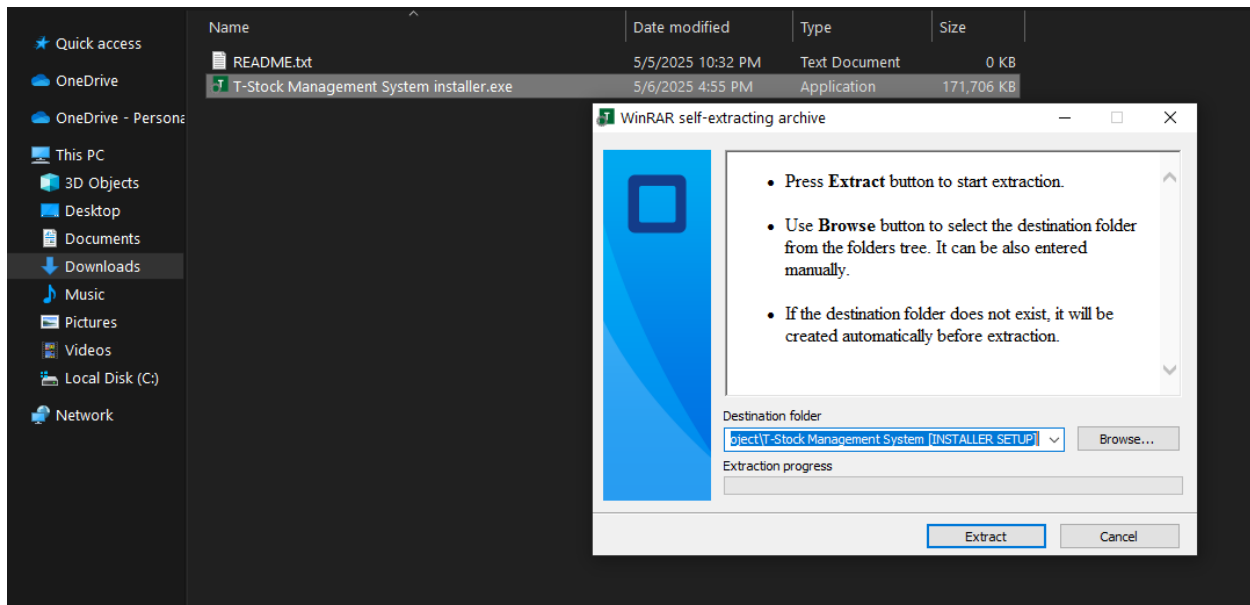 Name
Date modified
Type
Size
Quick access
README.txt
5/5/2025 10:32 PM
Text Document
0 KB
OneDrive
T-Stock Management System installer.exe
5/6/2025 4:55 PM
Application
171,706 KB
OneDrive - Persona
This PC
3D Objects
Desktop
Documents
Downloads
Music
Pictures
Videos
Local Disk (C:)
Network
WinRAR self-extracting archive
• Press Extract button to start extraction.
• Use Browse button to select the destination folder
from the folders tree. It can be also entered
manually.
• If the destination folder does not exist, it will be
created automatically before extraction.
Destination folder
oject\T-Stock Management System [INSTALLER SETUP]
Browse...
Extraction progress
Extract
Cancel